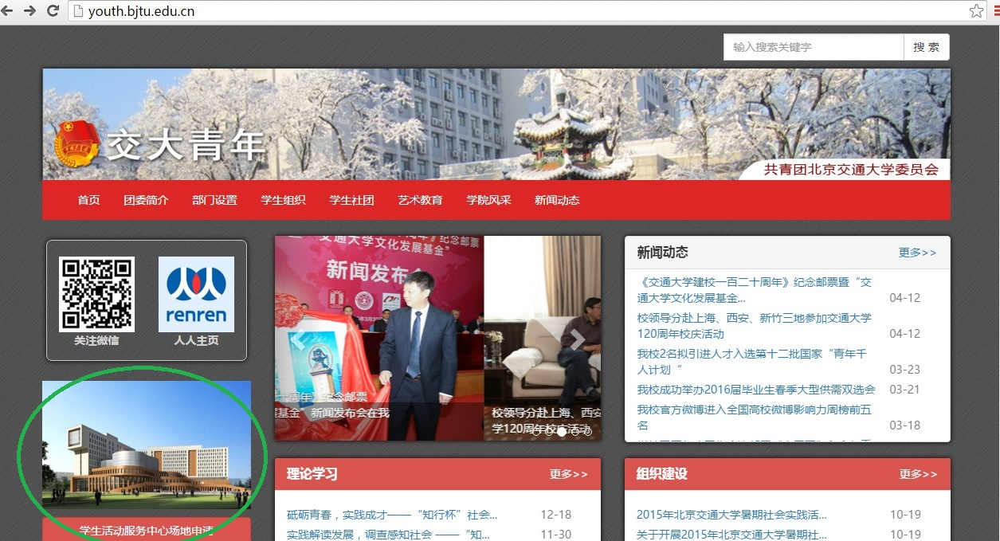 youth.bjtu.edu.cn
输入搜索关键字
搜 索
交大青年
共青团北京交通大学委员会
首页 团委简介 部门设置 学生组织 学生社团 艺术教育 学院风采 新闻动态
renren
关注微信 人人主页
学生活动服务中心场地申请
交通大学文化发展基金”
纪念邮票
新闻发布会
十周年》纪念邮票
展基金”新闻发布会在我
校领导分赴上海、西安
学120周年校庆活动
新闻动态 更多>>
《交通大学建校一百二十周年》纪念邮票暨“交
通大学文化发展基金... 04-12
校领导分赴上海、西安、新竹三地参加交通大学
120周年校庆活动 04-12
我校2名拟引进人才入选第十二批国家“青年千
人计划“ 03-23
我校成功举办2016届毕业生春季大型供需双选会 03-21
我校官方微博进入全国高校微博影响力周榜前五
名 03-18
理论学习 更多>>
砥砺青春，实践成才——“知行杯”社会... 12-18
实践解读发展，调查感知社会 ——“知... 11-30
组织建设 更多>>
2015年北京交通大学暑期社会实践活... 10-19
关于开展2015年北京交通大学暑期社... 10-19